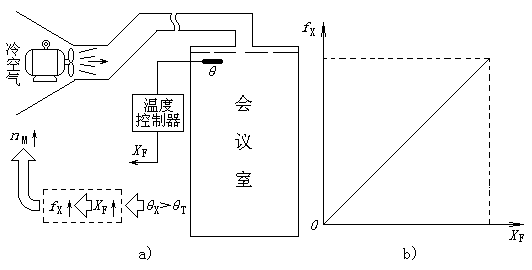 冷空气
θ
温度
控制器
X_F
会议室
n_M
f_X X_F θ_X>θ_T
a)
f_X
0
X_F
b)